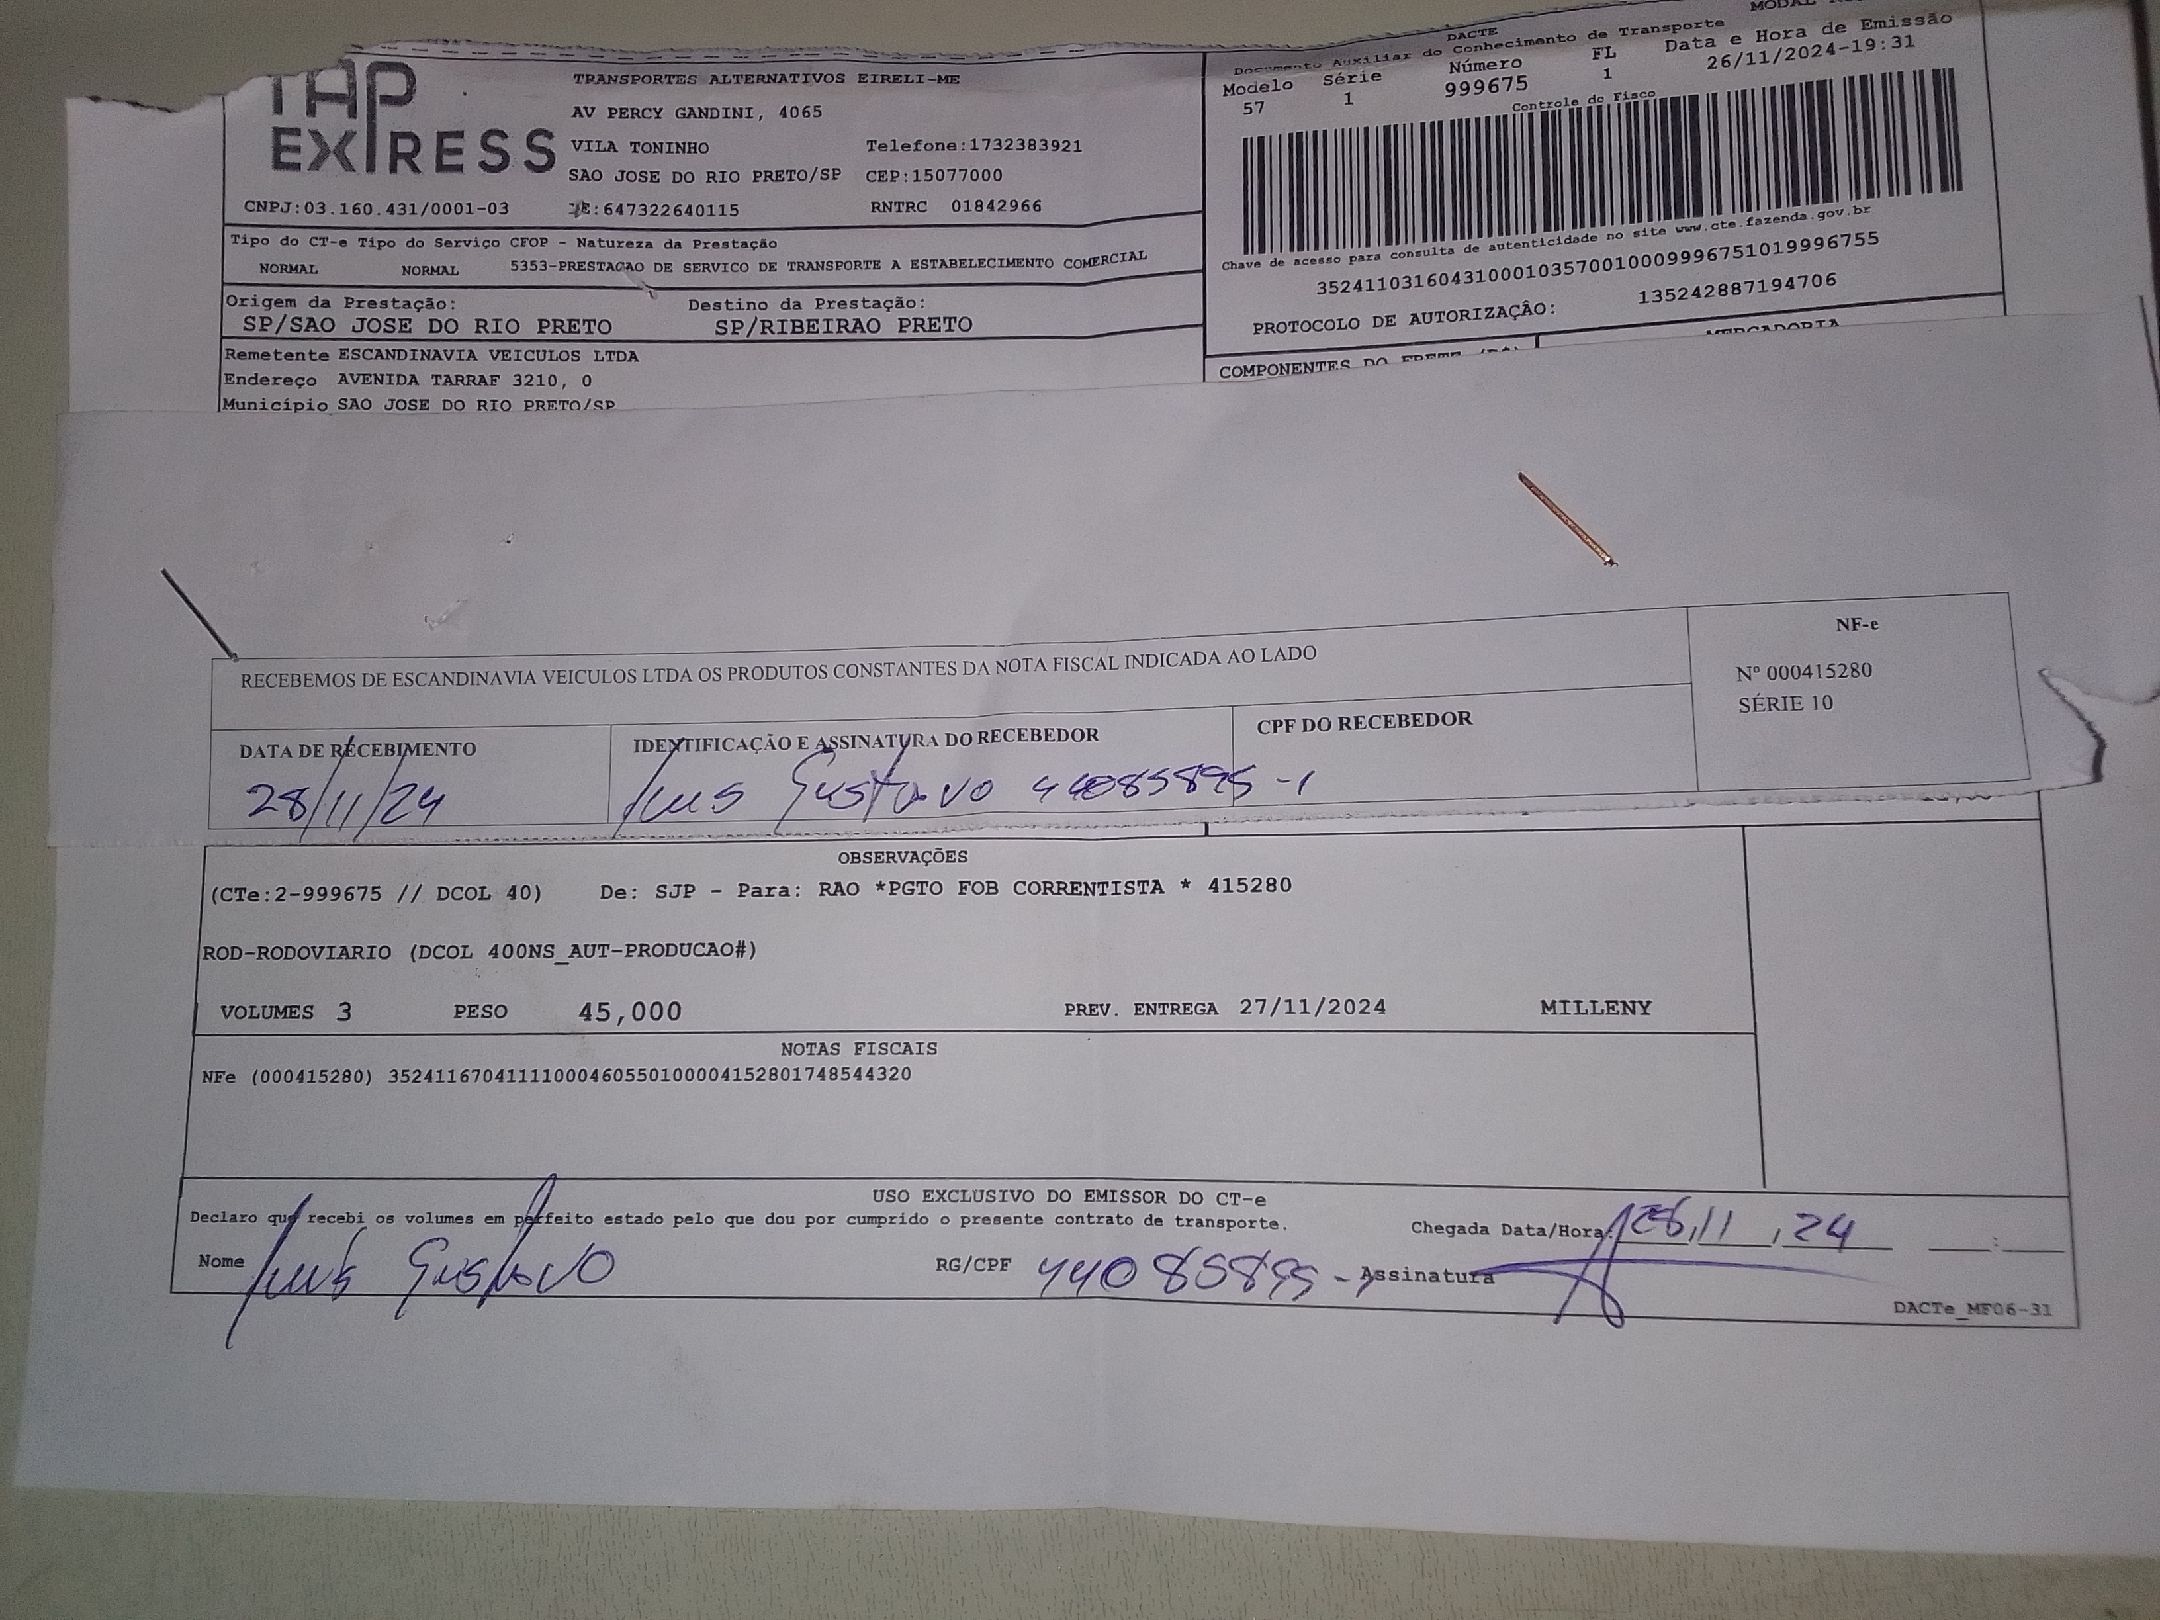 DACTE MODAL
Documento Auxiliar do Conhecimento de Transporte
TAP EXPRESS
TRANSPORTES ALTERNATIVOS EIRELI-ME
AV PERCY GANDINI, 4065
VILA TONINHO Telefone:1732383921
SAO JOSE DO RIO PRETO/SP CEP:15077000
CNPJ:03.160.431/0001-03 IE:647322640115 RNTRC 01842966
Modelo Série Número FL Data e Hora de Emissão
57 1 999675 1 26/11/2024-19:31
Controle do Fisco
Chave de acesso para consulta de autenticidade no site www.cte.fazenda.gov.br
35241103160431000103570010009996751019996755
PROTOCOLO DE AUTORIZAÇÃO: 135242887194706
Tipo do CT-e Tipo do Serviço CFOP - Natureza da Prestação
NORMAL NORMAL 5353-PRESTACAO DE SERVICO DE TRANSPORTE A ESTABELECIMENTO COMERCIAL
Origem da Prestação: Destino da Prestação:
SP/SAO JOSE DO RIO PRETO SP/RIBEIRAO PRETO
Remetente ESCANDINAVIA VEICULOS LTDA
Endereço AVENIDA TARRAF 3210, 0
Município SAO JOSE DO RIO PRETO/SP
COMPONENTES DO FRETE MERCADORIA
RECEBEMOS DE ESCANDINAVIA VEICULOS LTDA OS PRODUTOS CONSTANTES DA NOTA FISCAL INDICADA AO LADO
NF-e
Nº 000415280
SÉRIE 10
DATA DE RECEBIMENTO IDENTIFICAÇÃO E ASSINATURA DO RECEBEDOR CPF DO RECEBEDOR
28/11/24 Luis Gustavo 44085895-1
OBSERVAÇÕES
(CTe:2-999675 // DCOL 40) De: SJP - Para: RAO *PGTO FOB CORRENTISTA * 415280
ROD-RODOVIARIO (DCOL 400NS_AUT-PRODUCAO#)
VOLUMES 3 PESO 45,000 PREV. ENTREGA 27/11/2024 MILLENY
NOTAS FISCAIS
NFe (000415280) 35241167041111000460550100004152801748544320
USO EXCLUSIVO DO EMISSOR DO CT-e
Declaro que recebi os volumes em perfeito estado pelo que dou por cumprido o presente contrato de transporte. Chegada Data/Hora: 28/11/24 :
Nome Luis Gustavo RG/CPF 44085895-1 Assinatura
DACTe_MF06-31